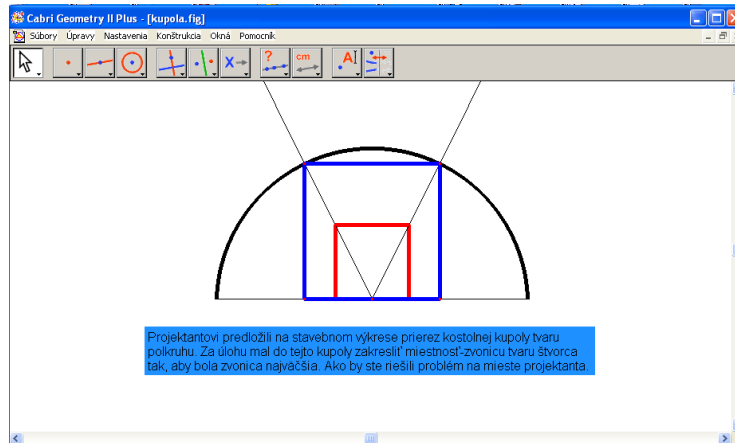 Cabri Geometry II Plus - [kupola.fig]
Súbory Úpravy Nastavenia Konštrukcia Okná Pomocník
? cm A
X
Projektantovi predložili na stavebnom výkrese prierez kostolnej kupoly tvaru
polkruhu. Za úlohu mal do tejto kupoly zakresliť miestnosť-zvonicu tvaru štvorca
tak, aby bola zvonica najväčšia. Ako by ste riešili problém na mieste projektanta.